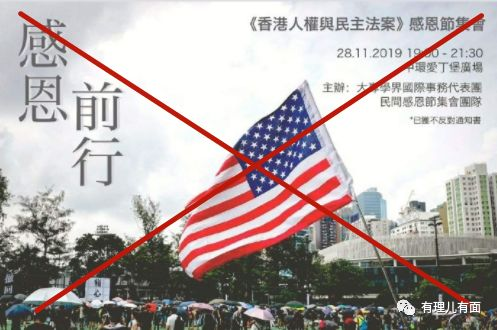 感恩
前行
《香港人權與民主法案》感恩節集會
28.11.2019 19:00 - 21:30
中環愛丁堡廣場
主辦：大專學界國際事務代表團
民間感恩節集會團隊
*已獲不反對通知書
有理儿有面